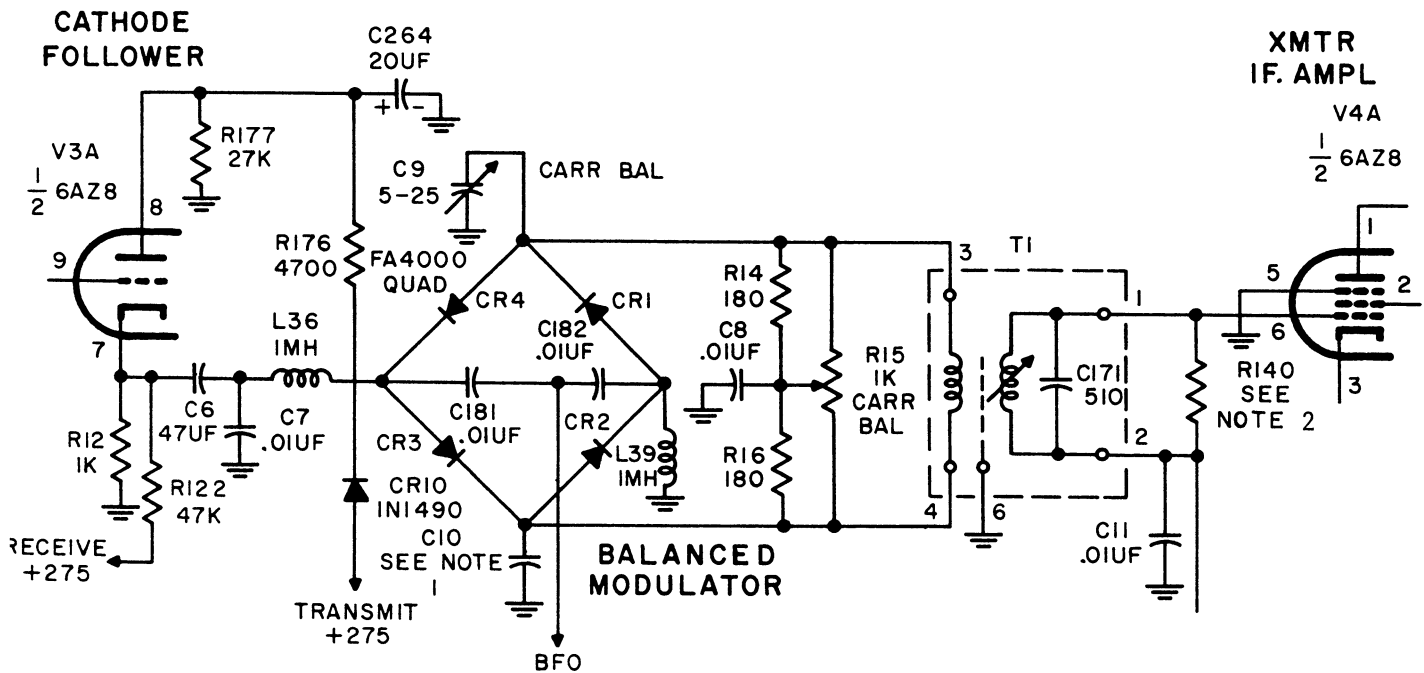 CATHODE
FOLLOWER
C264
20UF
+ -
XMTR
IF. AMPL
V4A
1/2 6AZ8
V3A
1/2 6AZ8
R177
27K
8
9
7
C9
5-25
CARR BAL
R176
4700
FA4000
QUAD
CR4
CR1
L36
1MH
C182
.01UF
C8
.01UF
R14
180
R15
1K
CARR
BAL
3
T1
1
5
6
1
2
3
C171
510
R140
SEE
NOTE 2
C6
47UF
C7
.01UF
C181
.01UF
CR3
CR2
L39
1MH
R16
180
R12
1K
R122
47K
CR10
1N1490
C10
SEE NOTE
1
4
6
2
C11
.01UF
RECEIVE
+275
TRANSMIT
+275
BFO
BALANCED
MODULATOR